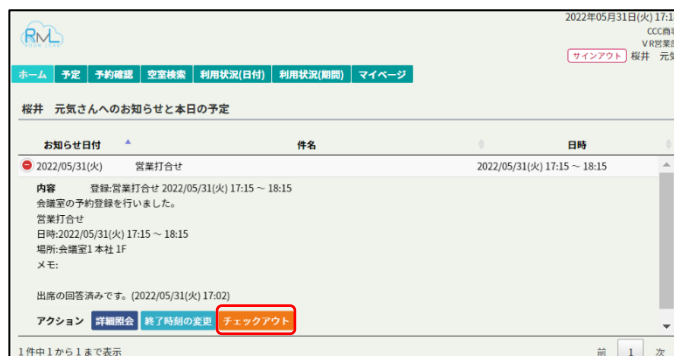 2022年05月31日(火) 17:1
RML
YOUR LEAF
CCC商
VR営業
サインアウト 桜井 元気
ホーム 予定 予約確認 空室検索 利用状況(日付) 利用状況(期間) マイページ
桜井 元気さんへのお知らせと本日の予定
お知らせ日付 件名 日時
2022/05/31(火) 営業打合せ 2022/05/31(火) 17:15 ～ 18:15
内容 登録:営業打合せ 2022/05/31(火) 17:15 ～ 18:15
会議室の予約登録を行いました。
営業打合せ
日時:2022/05/31(火) 17:15 ～ 18:15
場所:会議室1 本社 1F
メモ:
出席の回答済みです。(2022/05/31(火) 17:02)
アクション 詳細照会 終了時刻の変更 チェックアウト
1 件中 1 から 1 まで表示 前 1 次